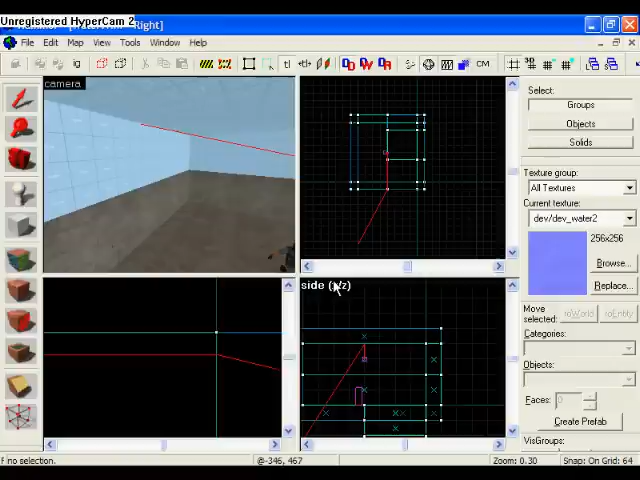 Unregistered HyperCam 2
Right]
File Edit Map View Tools Window Help
camera
side (y/z)
Select:
Groups
Objects
Solids
Texture group:
All Textures
Current texture:
dev/dev_water2
256x256
Browse...
Replace...
Move selected:
toWorld
toEntity
Categories:
Objects:
Faces: 0
Create Prefab
VisGroups:
no selection.
@-346, 467
Zoom: 0.30
Snap: On Grid: 64